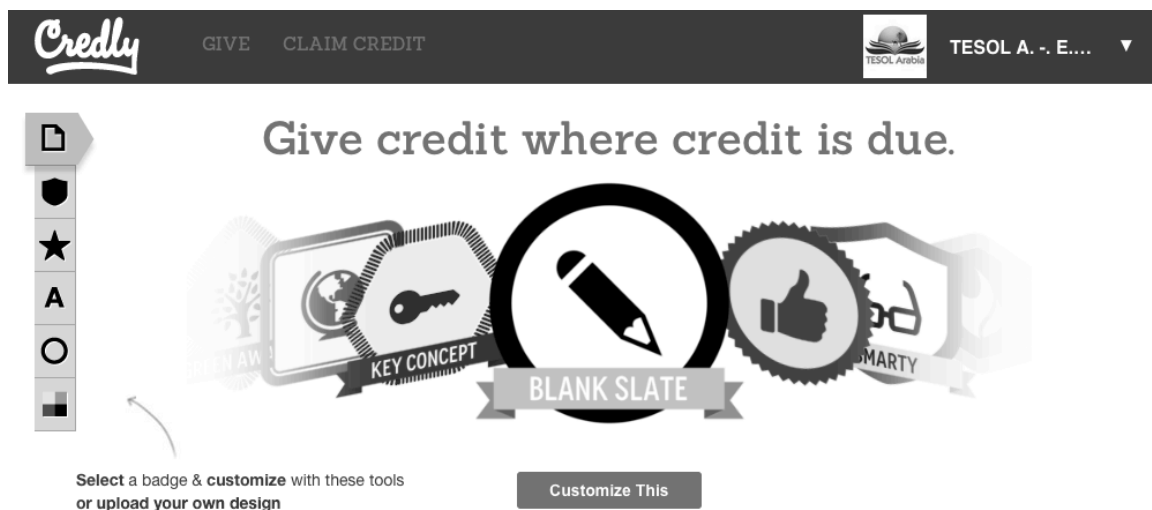 Credly GIVE CLAIM CREDIT TESOL Arabia TESOL A. -. E.... ▼
Give credit where credit is due.
A
KEY CONCEPT
BLANK SLATE
SMARTY
Select a badge & customize with these tools
or upload your own design
Customize This